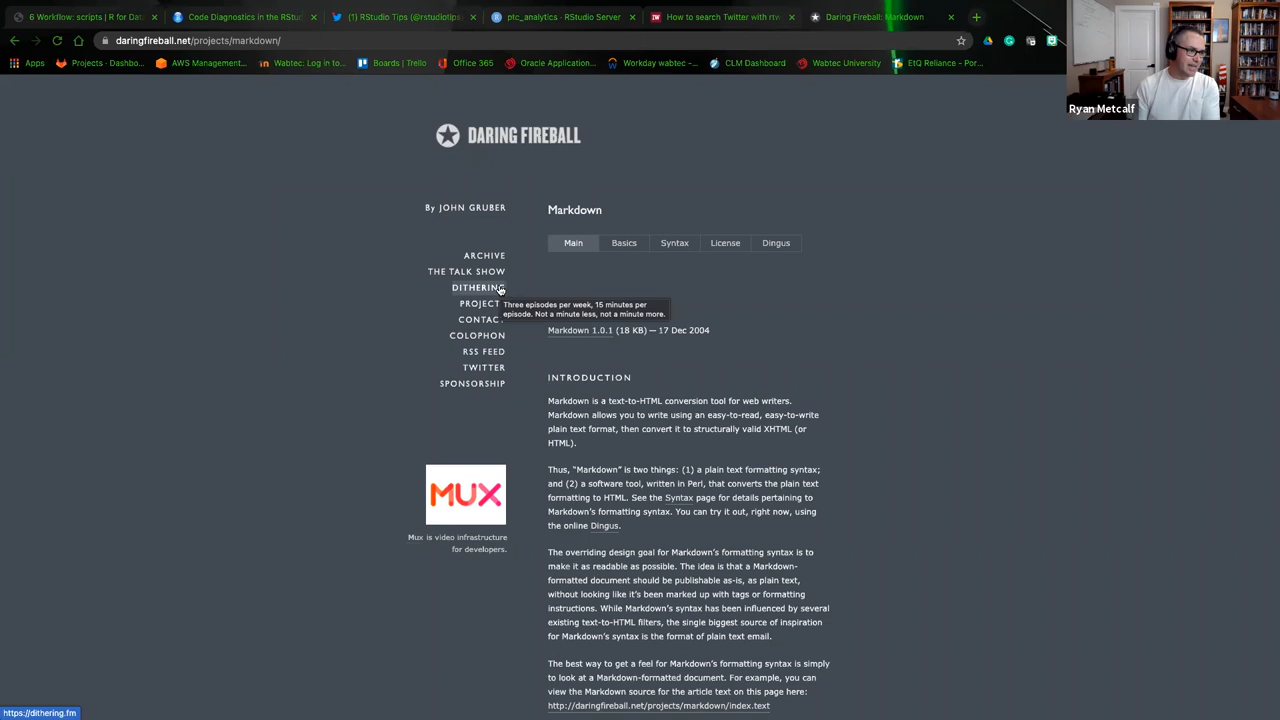 6 Workflow: scripts | R for Data
Code Diagnostics in the RStud
(1) RStudio Tips (@rstudiotips
ptc_analytics - RStudio Server
How to search Twitter with rtw
Daring Fireball: Markdown
daringfireball.net/projects/markdown/
Apps
Projects · Dashbo...
AWS Management...
Wabtec: Log in to...
Boards | Trello
Office 365
Oracle Application...
Workday wabtec -...
CLM Dashboard
Wabtec University
EtQ Reliance – Por...
Ryan Metcalf
DARING FIREBALL
By JOHN GRUBER
ARCHIVE
THE TALK SHOW
DITHERING
PROJECT
CONTAC
COLOPHON
RSS FEED
TWITTER
SPONSORSHIP
Three episodes per week, 15 minutes per
episode. Not a minute less, not a minute more.
MUX
Mux is video infrastructure
for developers.
Markdown
Main
Basics
Syntax
License
Dingus
Markdown 1.0.1 (18 KB) — 17 Dec 2004
INTRODUCTION
Markdown is a text-to-HTML conversion tool for web writers.
Markdown allows you to write using an easy-to-read, easy-to-write
plain text format, then convert it to structurally valid XHTML (or
HTML).
Thus, “Markdown” is two things: (1) a plain text formatting syntax;
and (2) a software tool, written in Perl, that converts the plain text
formatting to HTML. See the Syntax page for details pertaining to
Markdown’s formatting syntax. You can try it out, right now, using
the online Dingus.
The overriding design goal for Markdown’s formatting syntax is to
make it as readable as possible. The idea is that a Markdown-
formatted document should be publishable as-is, as plain text,
without looking like it’s been marked up with tags or formatting
instructions. While Markdown’s syntax has been influenced by several
existing text-to-HTML filters, the single biggest source of inspiration
for Markdown’s syntax is the format of plain text email.
The best way to get a feel for Markdown’s formatting syntax is simply
to look at a Markdown-formatted document. For example, you can
view the Markdown source for the article text on this page here:
http://daringfireball.net/projects/markdown/index.text
https://dithering.fm